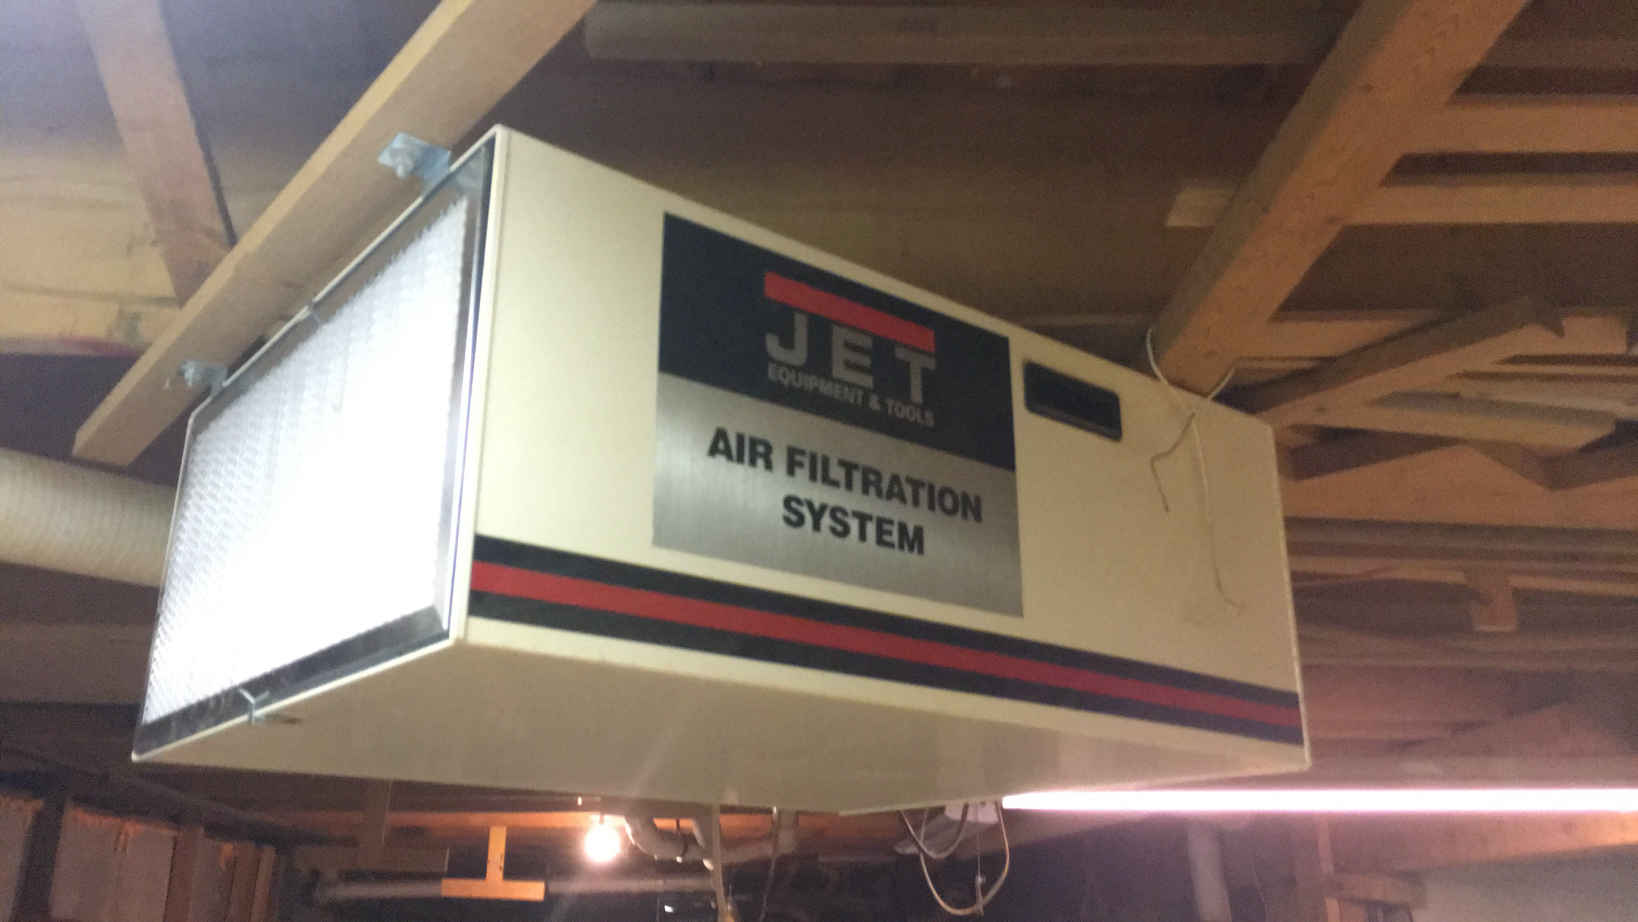 JET
EQUIPMENT & TOOLS
AIR FILTRATION
SYSTEM